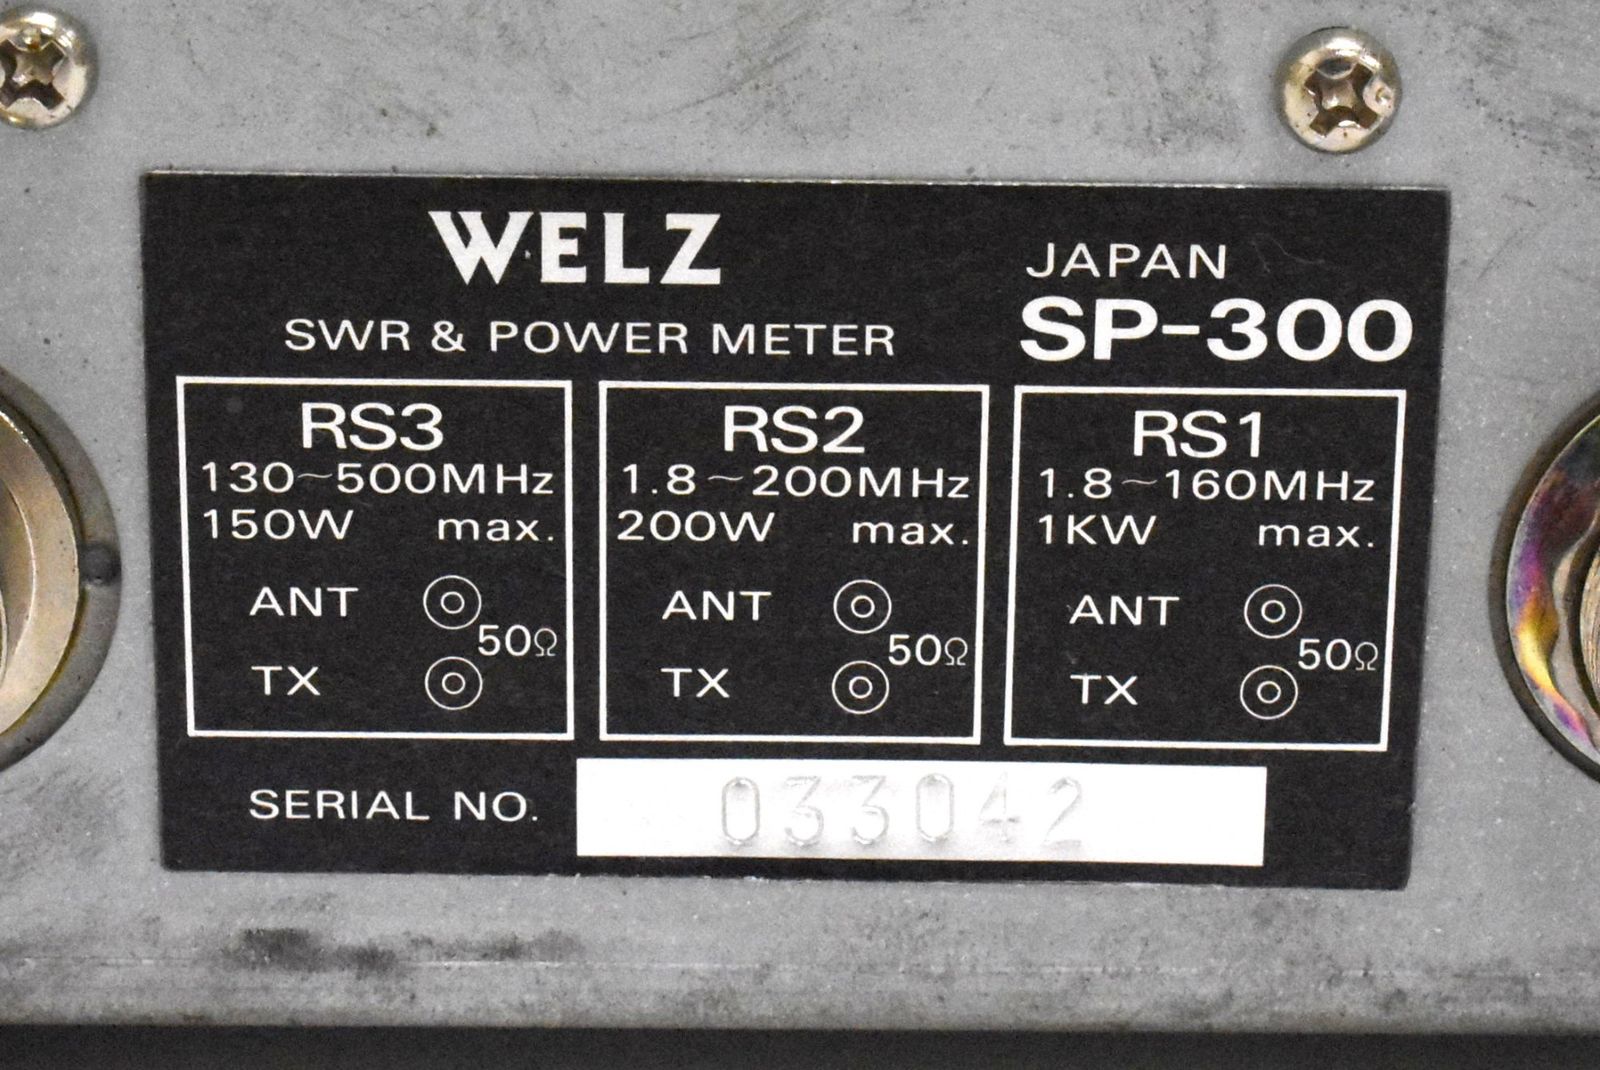 WELZ
JAPAN
SWR & POWER METER
SP-300
RS3
130~500MHz
150W max.
ANT
50Ω
TX
RS2
1.8~200MHz
200W max.
ANT
50Ω
TX
RS1
1.8~160MHz
1KW max.
ANT
50Ω
TX
SERIAL NO. 033042